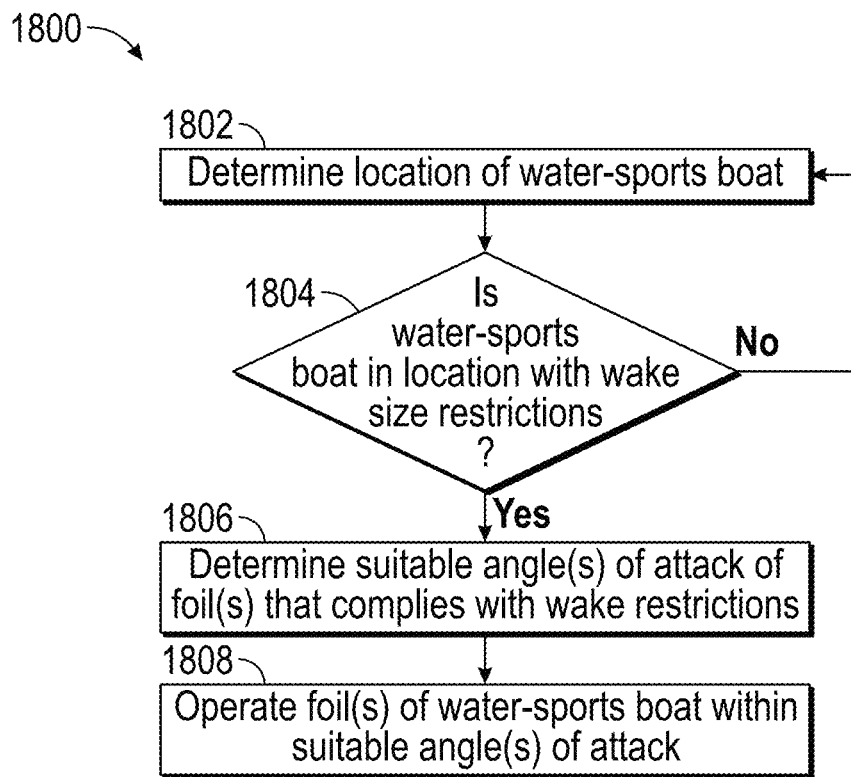 1800
1802
Determine location of water-sports boat
1804
Is
water-sports
boat in location with wake
size restrictions
?
No
Yes
1806
Determine suitable angle(s) of attack of
foil(s) that complies with wake restrictions
1808
Operate foil(s) of water-sports boat within
suitable angle(s) of attack